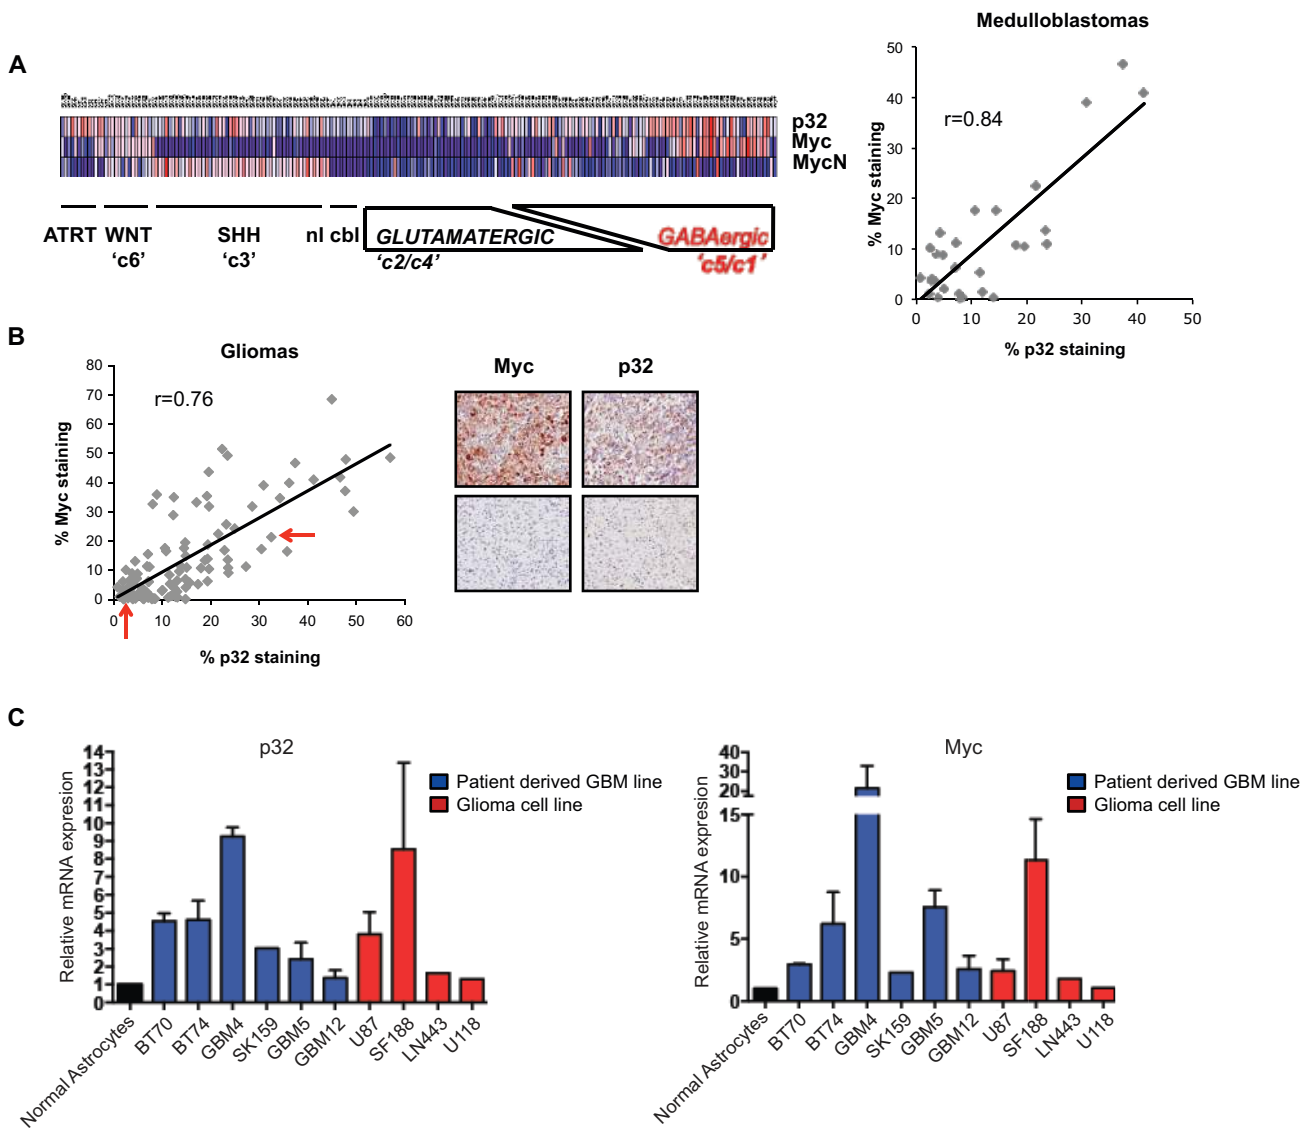 A
p32
Myc
MycN
ATRT WNT SHH nl cbl GLUTAMATERGIC GABAergic
‘c6’ ‘c3’ ‘c2/c4’ ‘c5/c1’
Medulloblastomas
r=0.84
% Myc staining
50
40
30
20
10
0
0 10 20 30 40 50
% p32 staining
B
Gliomas
r=0.76
% Myc staining
80
70
60
50
40
30
20
10
0
0 10 20 30 40 50 60
% p32 staining
Myc p32
C
p32
Relative mRNA expresion
14
13
12
11
10
9
8
7
6
5
4
3
2
1
0
Patient derived GBM line
Glioma cell line
Normal Astrocytes
BT70
BT74
GBM4
SK159
GBM5
GBM12
U87
SF188
LN443
U118
Myc
Relative mRNA expresion
40
30
20
15
10
5
0
Patient derived GBM line
Glioma cell line
Normal Astrocytes
BT70
BT74
GBM4
SK159
GBM5
GBM12
U87
SF188
LN443
U118